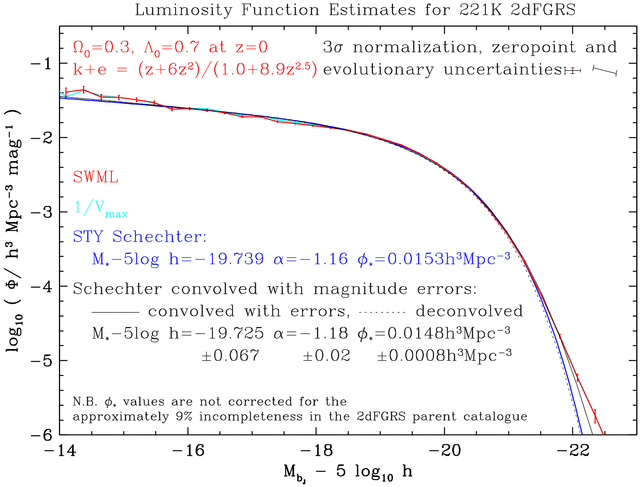 Luminosity Function Estimates for 221K 2dFGRS
Ω₀=0.3, Λ₀=0.7 at z=0
k+e = (z+6z²)/(1.0+8.9z^2.5)
3σ normalization, zeropoint and
evolutionary uncertainties:
SWML
1/V_max
STY Schechter:
M*−5log h=−19.739 α=−1.16 ϕ*=0.0153h³Mpc⁻³
Schechter convolved with magnitude errors:
convolved with errors, deconvolved
M*−5log h=−19.725 α=−1.18 ϕ*=0.0148h³Mpc⁻³
±0.067 ±0.02 ±0.0008h³Mpc⁻³
N.B. ϕ* values are not corrected for the
approximately 9% incompleteness in the 2dFGRS parent catalogue
log₁₀ ( Φ/ h³ Mpc⁻³ mag⁻¹ )
−1
−2
−3
−4
−5
−6
−14 −16 −18 −20 −22
M_bJ − 5 log₁₀ h